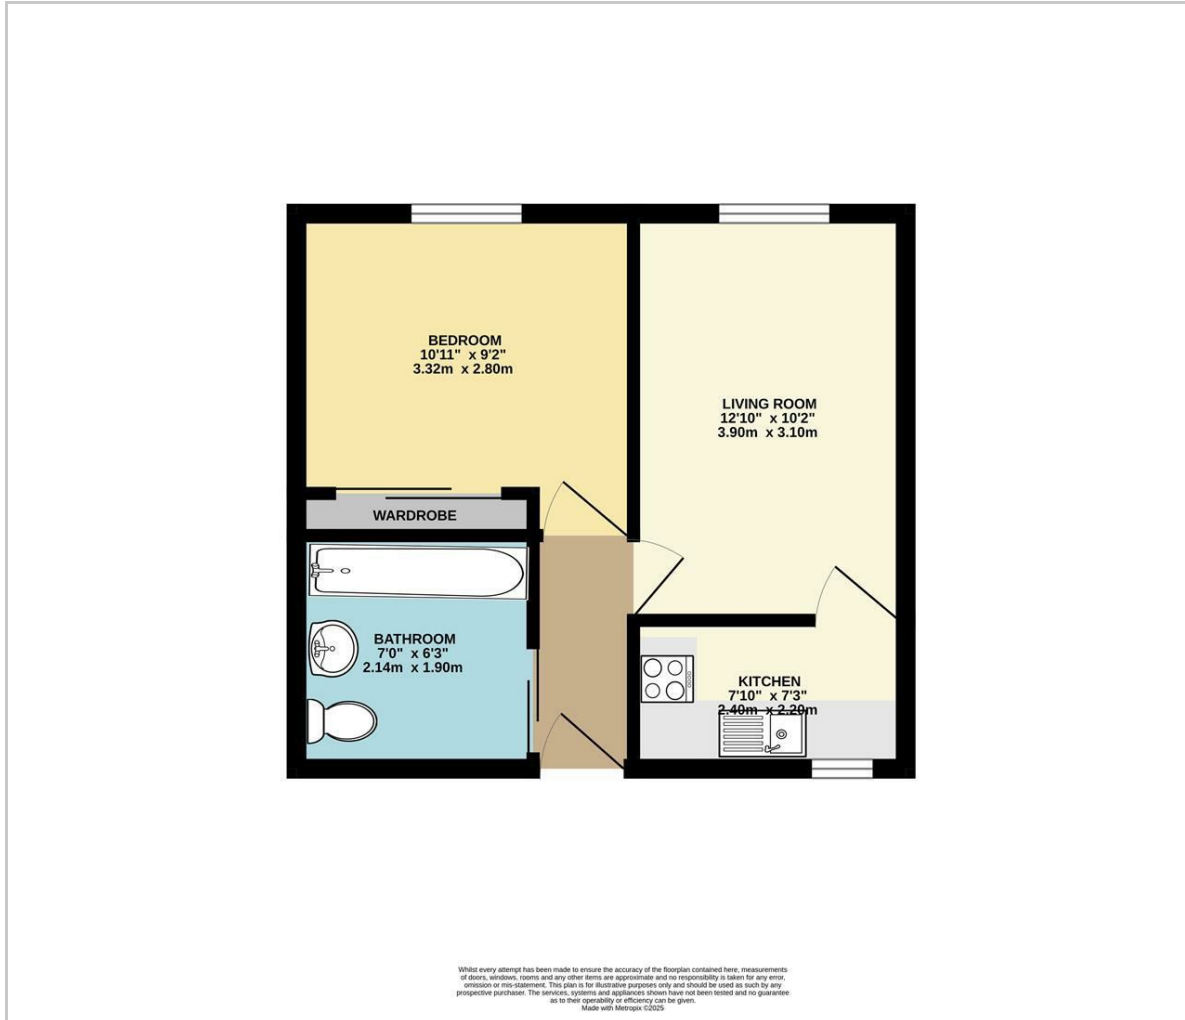 BEDROOM
10'11" x 9'2"
3.32m x 2.80m
LIVING ROOM
12'10" x 10'2"
3.90m x 3.10m
WARDROBE
BATHROOM
7'0" x 6'3"
2.14m x 1.90m
KITCHEN
7'10" x 7'3"
2.40m x 2.20m
Whilst every attempt has been made to ensure the accuracy of the floorplan contained here, measurements
of doors, windows, rooms and any other items are approximate and no responsibility is taken for any error,
omission or mis-statement. This plan is for illustrative purposes only and should be used as such by any
prospective purchaser. The services, systems and appliances shown have not been tested and no guarantee
as to their operability or efficiency can be given.
Made with Metropix ©2025